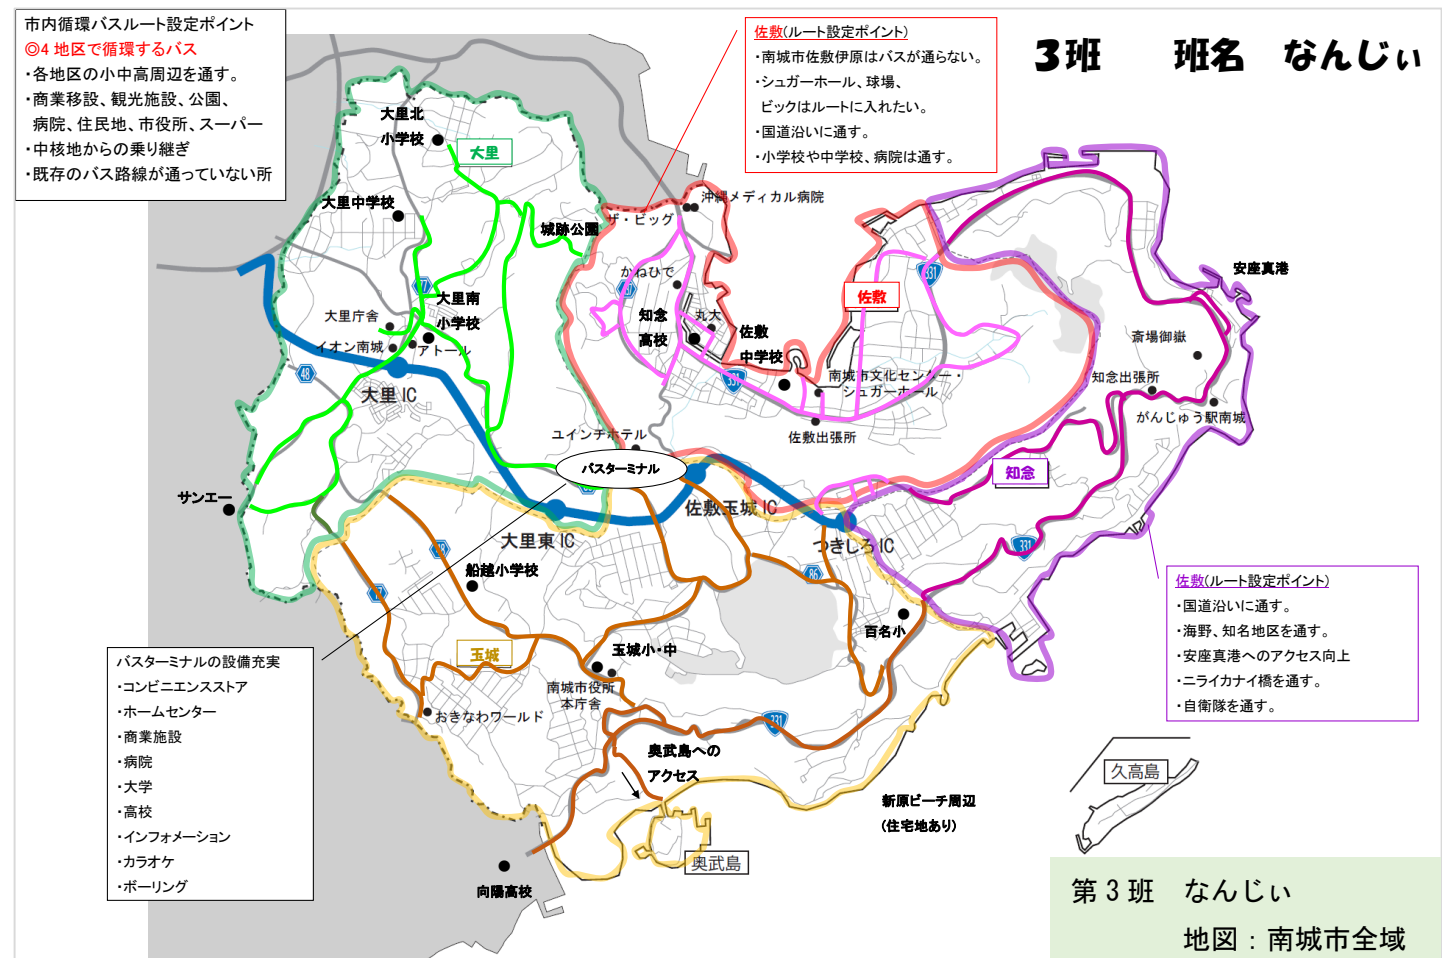 市内循環バスルート設定ポイント
◎4 地区で循環するバス
・各地区の小中高周辺を通す。
・商業移設、観光施設、公園、
病院、住民地、市役所、スーパー
・中核地からの乗り継ぎ
・既存のバス路線が通っていない所
佐敷(ルート設定ポイント)
・南城市佐敷伊原はバスが通らない。
・シュガーホール、球場、
ビックはルートに入れたい。
・国道沿いに通す。
・小学校や中学校、病院は通す。
3班 班名 なんじぃ
大里北
小学校
大里
大里中学校
城跡公園
ザ・ビッグ
沖縄メディカル病院
かねひで
知念
高校
丸大
佐敷
中学校
佐敷
331
安座真港
77
大里南
小学校
大里庁舎
イオン南城
アトール
48
大里 IC
331
南城市文化センター・
シュガーホール
佐敷出張所
斎場御嶽
知念出張所
がんじゅう駅南城
ユインチホテル
バスターミナル
知念
サンエー
佐敷玉城 IC
大里東 IC
つきしろ IC
331
48
船越小学校
77
86
百名小
玉城
玉城小・中
南城市役所
本庁舎
おきなわワールド
331
奥武島への
アクセス
新原ビーチ周辺
(住宅地あり)
奥武島
向陽高校
久高島
佐敷(ルート設定ポイント)
・国道沿いに通す。
・海野、知名地区を通す。
・安座真港へのアクセス向上
・ニライカナイ橋を通す。
・自衛隊を通す。
バスターミナルの設備充実
・コンビニエンスストア
・ホームセンター
・商業施設
・病院
・大学
・高校
・インフォメーション
・カラオケ
・ボーリング
第 3 班 なんじぃ
地図：南城市全域